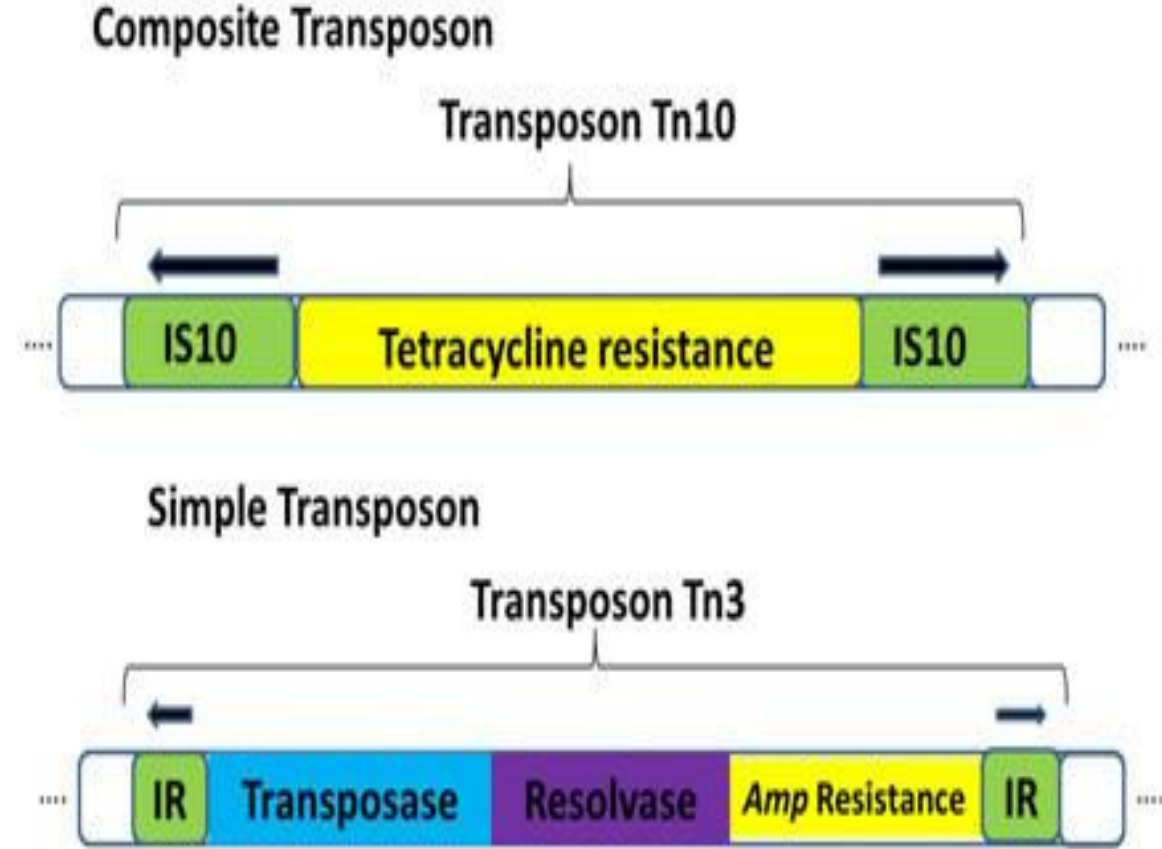 Composite Transposon
Transposon Tn10
.... IS10 Tetracycline resistance IS10 ....
Simple Transposon
Transposon Tn3
.... IR Transposase Resolvase Amp Resistance IR ....